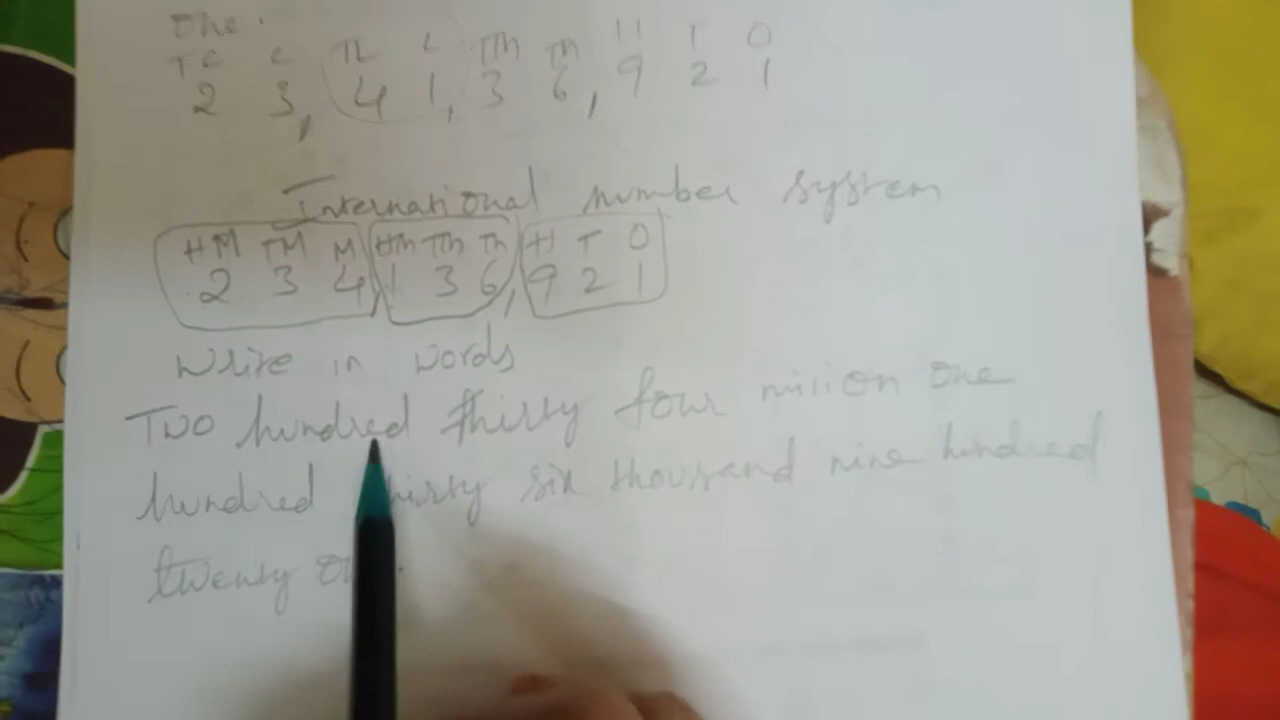 One.
TC C TL L TTh Th H T O
2 3, 4 1, 3 6, 9 2 1
International number system
HM TM M HTh TTh Th H T O
2 3 4, 1 3 6, 9 2 1
Write in words
Two hundred thirty four million one
hundred thirty six thousand nine hundred
twenty